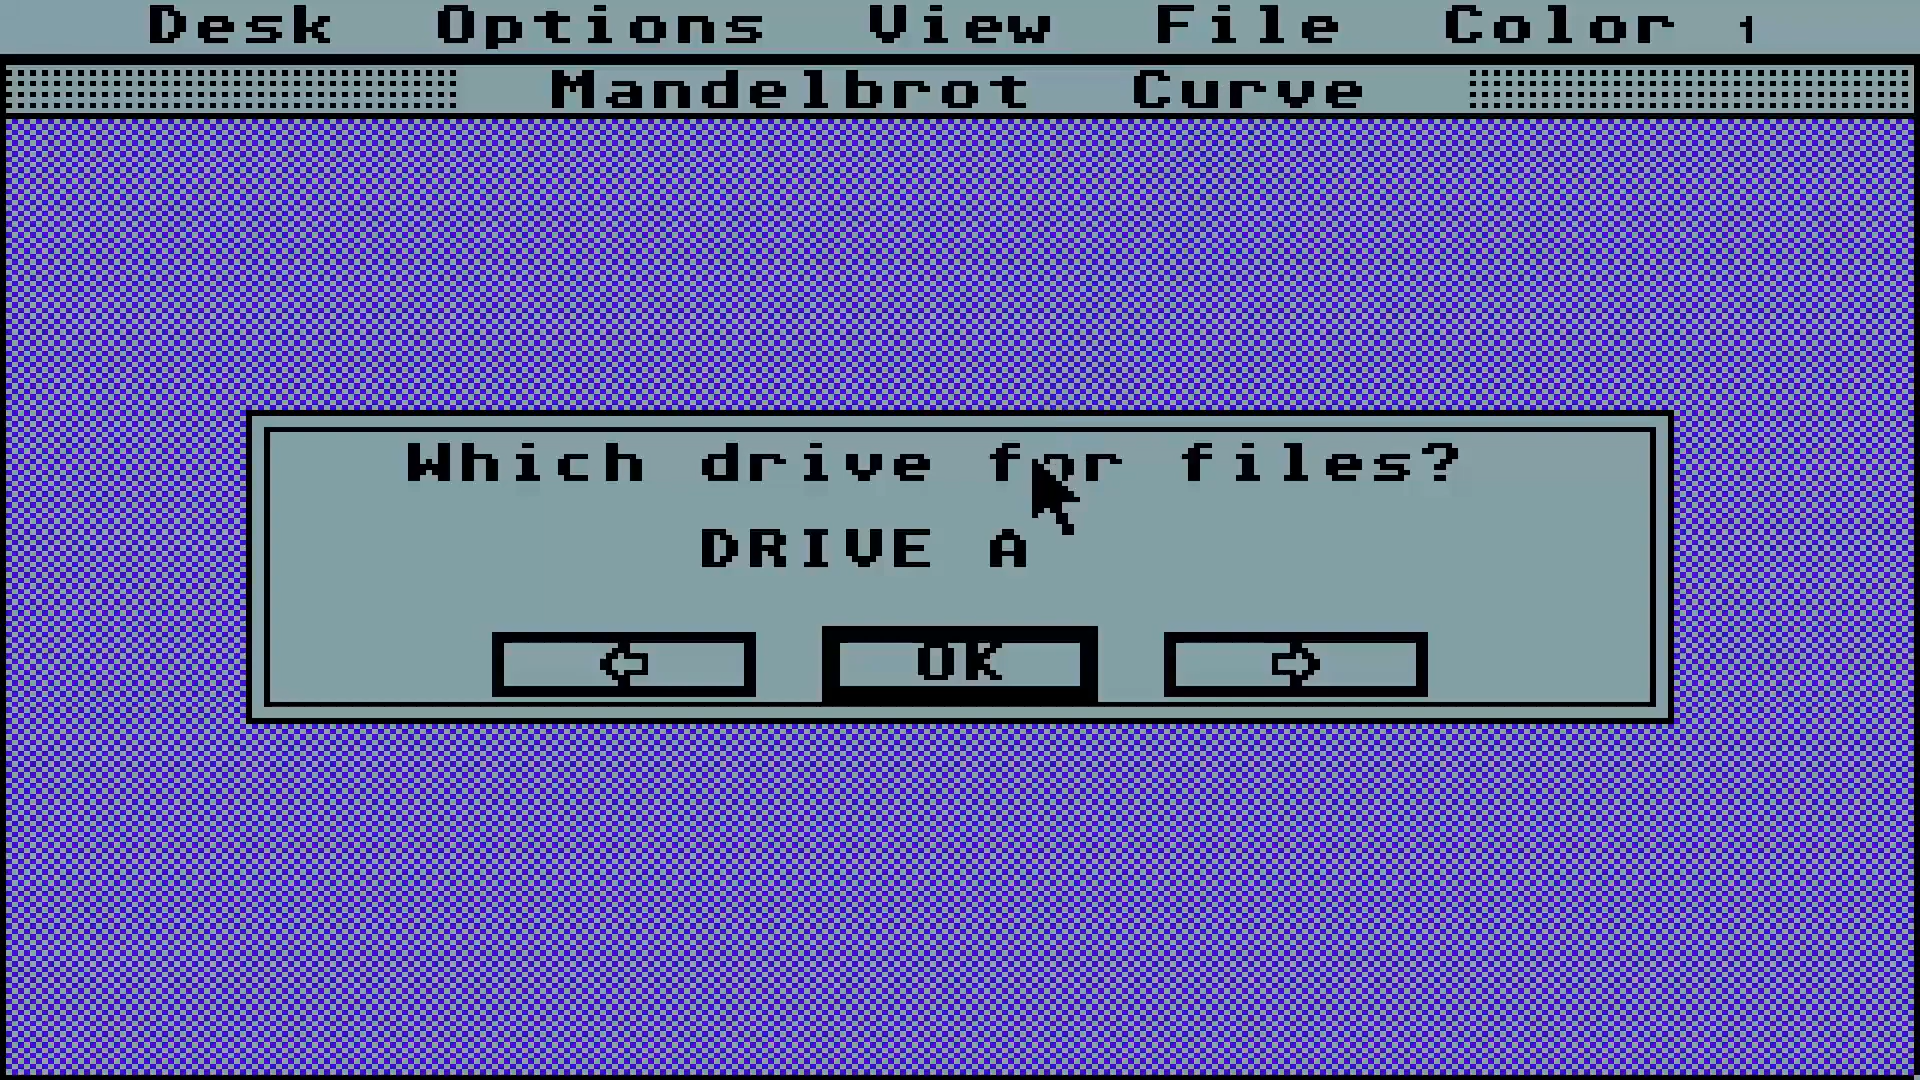 Desk Options View File Color 1
Mandelbrot Curve
Which drive for files?
DRIVE A
⇦ OK ⇨